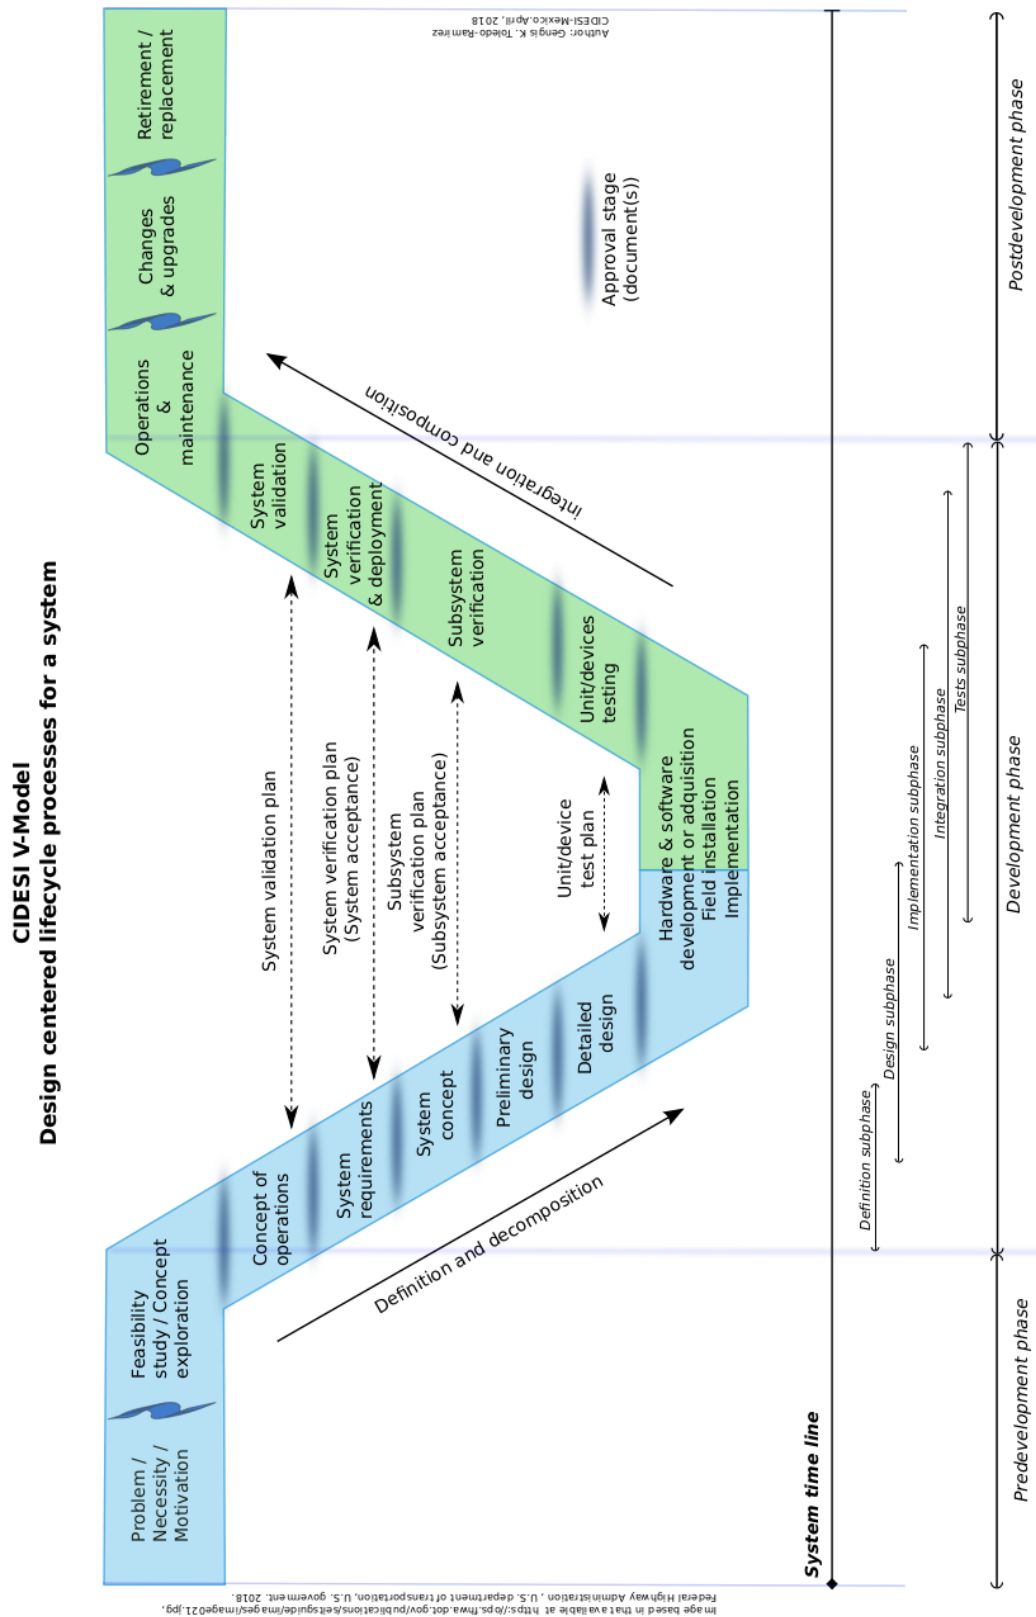 CIDESI V-Model
Design centered lifecycle processes for a system
Problem /
Necessity /
Motivation
Feasibility
study / Concept
exploration
Concept of
operations
System
requirements
System
concept
Preliminary
design
Detailed
design
Definition and decomposition
Hardware & software
development or adquisition
Field installation
Implementation
System validation plan
System verification plan
(System acceptance)
Subsystem
verification plan
(Subsystem acceptance)
Unit/device
test plan
Unit/devices
testing
Subsystem
verification
System
verification
& deployment
System
validation
Operations
&
maintenance
Changes
& upgrades
Retirement /
replacement
integration and composition
Approval stage
(document(s))
Author: Gengis K. Toledo-Ramirez
CIDESI-Mexico.April, 2018
System time line
Definition subphase
Design subphase
Implementation subphase
Integration subphase
Tests subphase
Predevelopment phase
Development phase
Postdevelopment phase
Image based in that available at https:/ops.fhwa.dot.gov/publications/seitsguide/images/image021.jpg,
Federal Highway Administration , U.S. department of transportation, U.S. goverment. 2018.